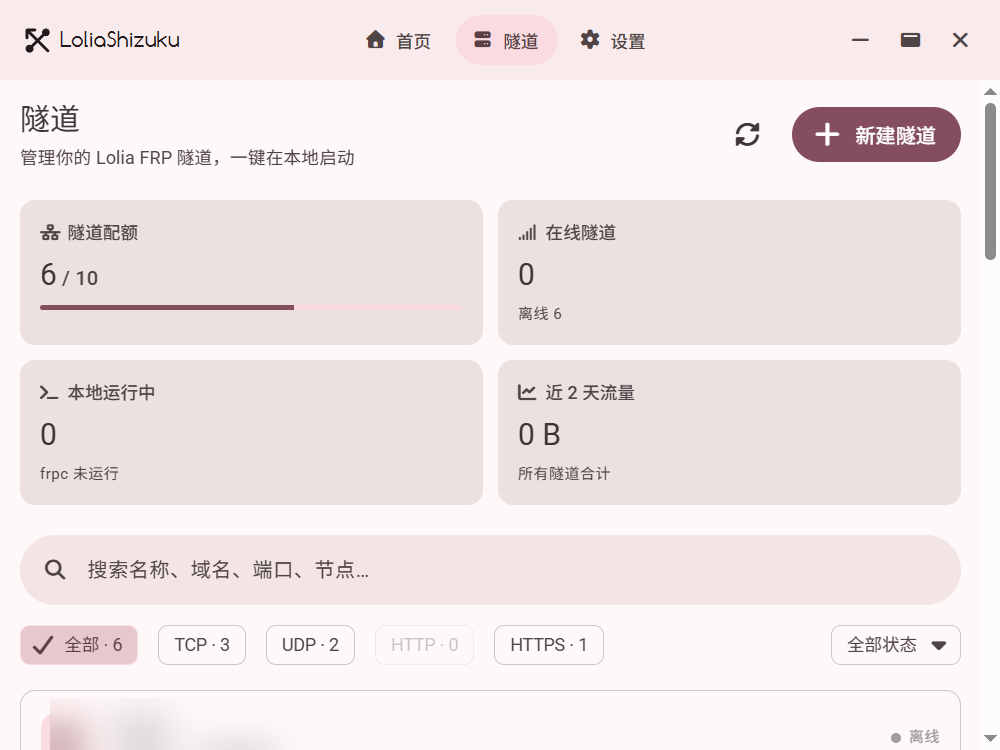 LoliaShizuku
首页
隧道
设置
隧道
管理你的 Lolia FRP 隧道，一键在本地启动
新建隧道
隧道配额
6 / 10
在线隧道
0
离线 6
本地运行中
0
frpc 未运行
近 2 天流量
0 B
所有隧道合计
搜索名称、域名、端口、节点…
全部 · 6
TCP · 3
UDP · 2
HTTP · 0
HTTPS · 1
全部状态
离线